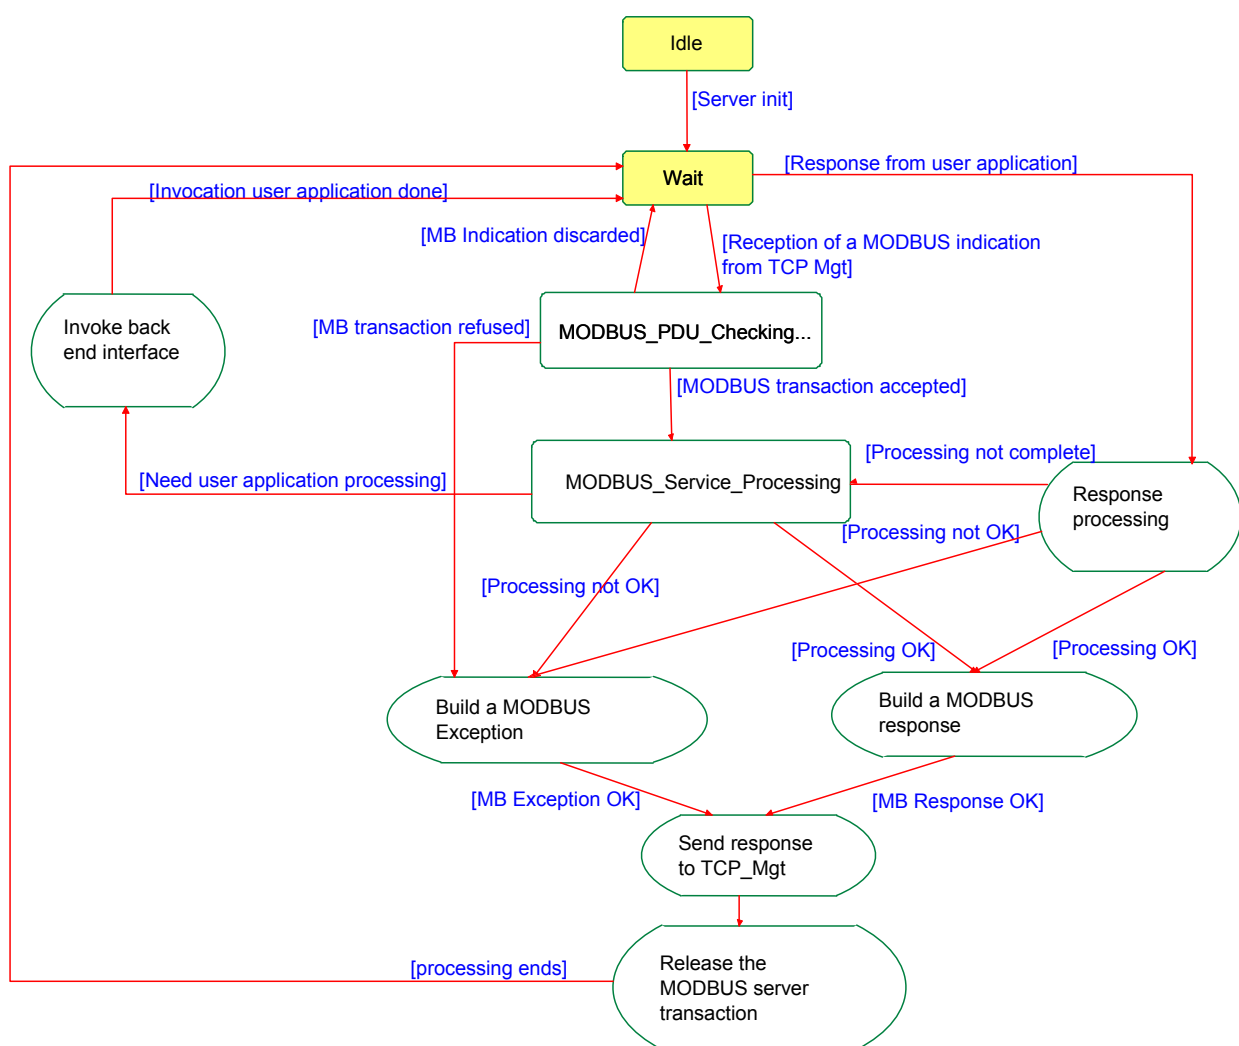 Idle
[Server init]
Wait
[Response from user application]
[Invocation user application done]
[MB Indication discarded]
[Reception of a MODBUS indication
from TCP Mgt]
Invoke back
end interface
[MB transaction refused]
MODBUS_PDU_Checking...
[MODBUS transaction accepted]
[Processing not complete]
[Need user application processing]
MODBUS_Service_Processing
Response
processing
[Processing not OK]
[Processing not OK]
[Processing OK]
[Processing OK]
Build a MODBUS
Exception
Build a MODBUS
response
[MB Exception OK]
[MB Response OK]
Send response
to TCP_Mgt
[processing ends]
Release the
MODBUS server
transaction